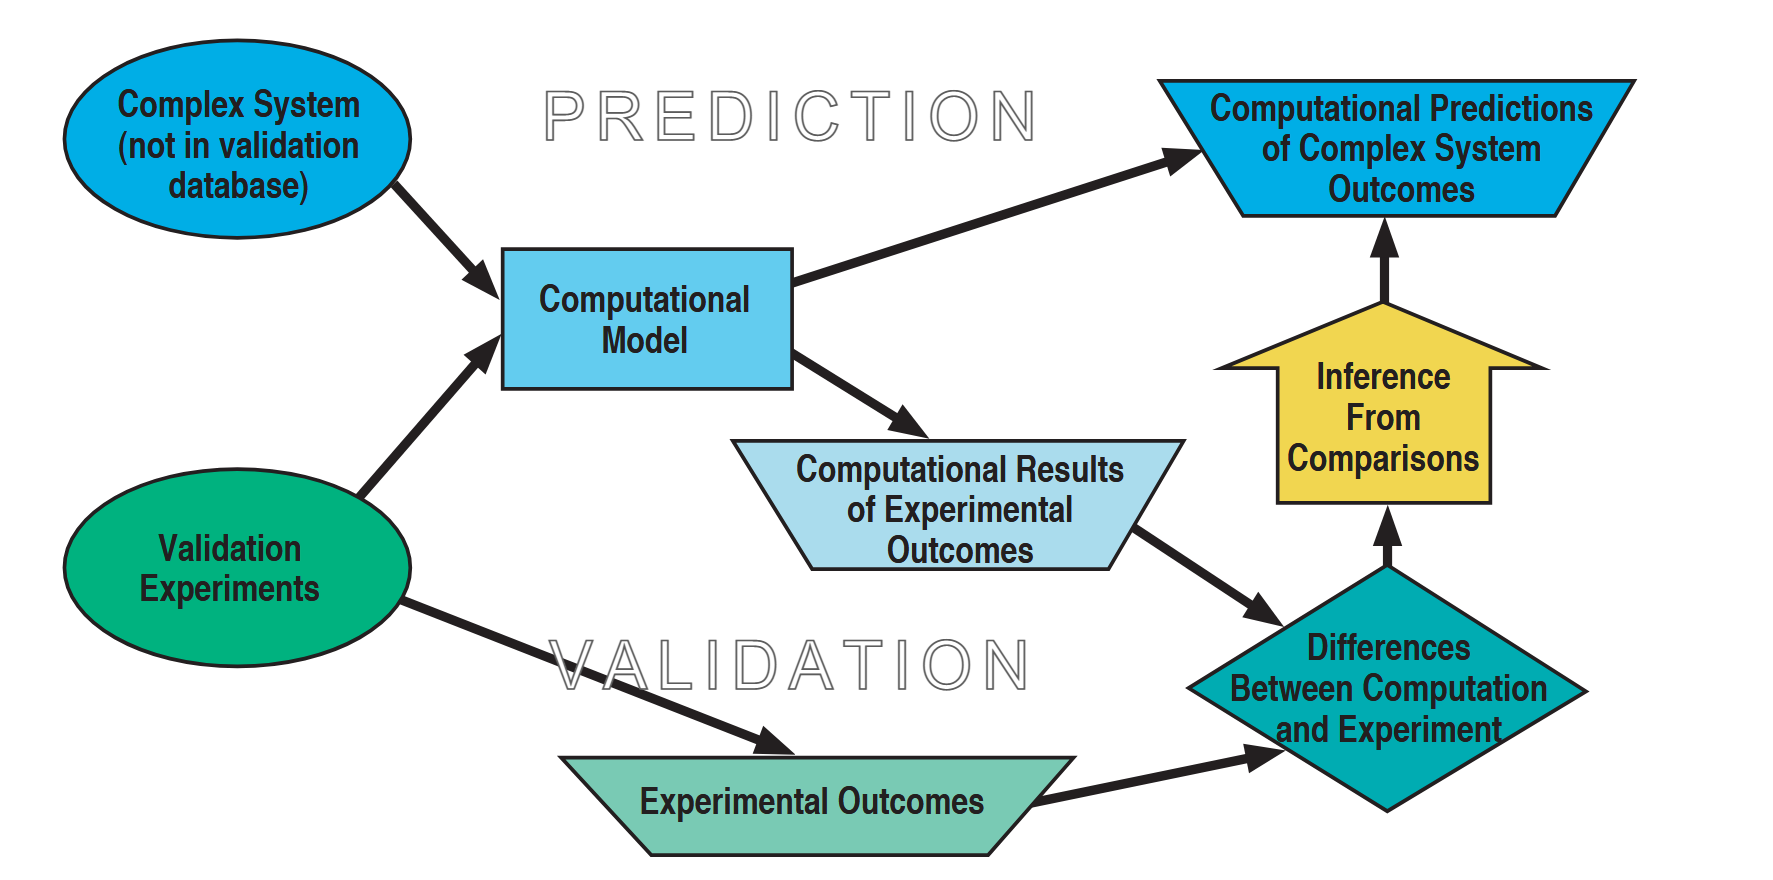 Complex System
(not in validation
database)
PREDICTION
Computational Predictions
of Complex System
Outcomes
Computational
Model
Inference
From
Comparisons
Computational Results
of Experimental
Outcomes
Validation
Experiments
VALIDATION
Differences
Between Computation
and Experiment
Experimental Outcomes